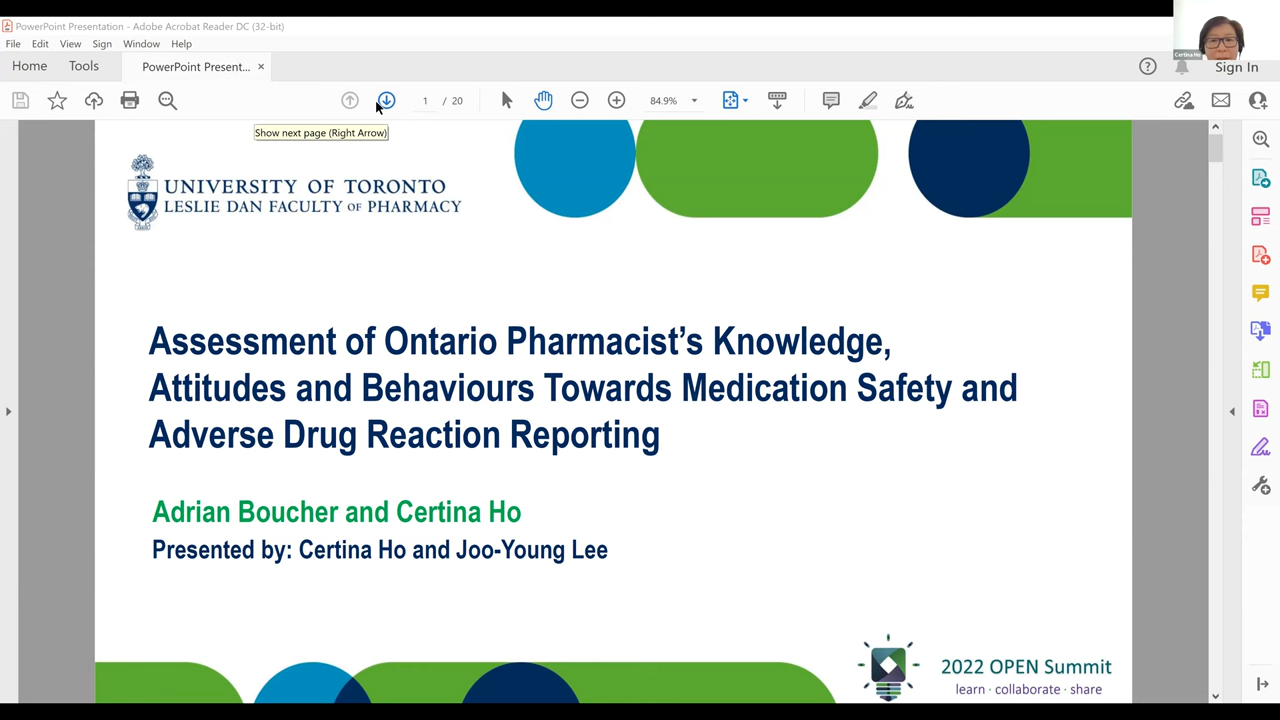 PowerPoint Presentation - Adobe Acrobat Reader DC (32-bit)
File Edit View Sign Window Help
Certina Ho
Home Tools PowerPoint Present... × Sign In
1 / 20 84.9%
Show next page (Right Arrow)
UNIVERSITY OF TORONTO
LESLIE DAN FACULTY OF PHARMACY
Assessment of Ontario Pharmacist’s Knowledge,
Attitudes and Behaviours Towards Medication Safety and
Adverse Drug Reaction Reporting
Adrian Boucher and Certina Ho
Presented by: Certina Ho and Joo-Young Lee
2022 OPEN Summit
learn · collaborate · share